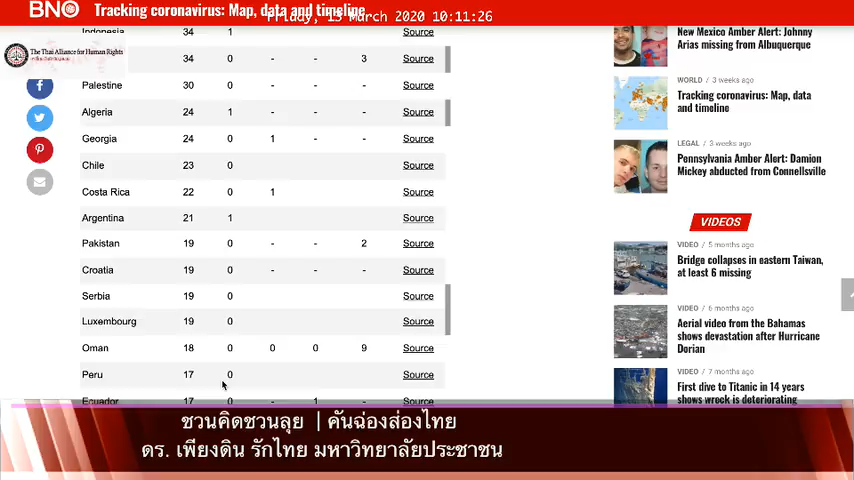 BNO Tracking coronavirus: Map, data and timeline
Friday, 13 March 2020 10:11:26
The Thai Alliance for Human Rights
Indonesia 34 1 Source
34 0 - - 3 Source
Palestine 30 0 - - - Source
Algeria 24 1 - - - Source
Georgia 24 0 1 - - Source
Chile 23 0 Source
Costa Rica 22 0 1 Source
Argentina 21 1 Source
Pakistan 19 0 - - 2 Source
Croatia 19 0 - - - Source
Serbia 19 0 Source
Luxembourg 19 0 Source
Oman 18 0 0 0 9 Source
Peru 17 0 Source
Ecuador 17 0 - 1 - Source
New Mexico Amber Alert: Johnny
Arias missing from Albuquerque
WORLD / 3 weeks ago
Tracking coronavirus: Map, data
and timeline
LEGAL / 3 weeks ago
Pennsylvania Amber Alert: Damion
Mickey abducted from Connellsville
VIDEOS
VIDEO / 5 months ago
Bridge collapses in eastern Taiwan,
at least 6 missing
VIDEO / 6 months ago
Aerial video from the Bahamas
shows devastation after Hurricane
Dorian
VIDEO / 7 months ago
First dive to Titanic in 14 years
shows wreck is deteriorating
ชวนคิดชวนลุย | คันฉ่องส่องไทย
ดร. เพียงดิน รักไทย มหาวิทยาลัยประชาชน